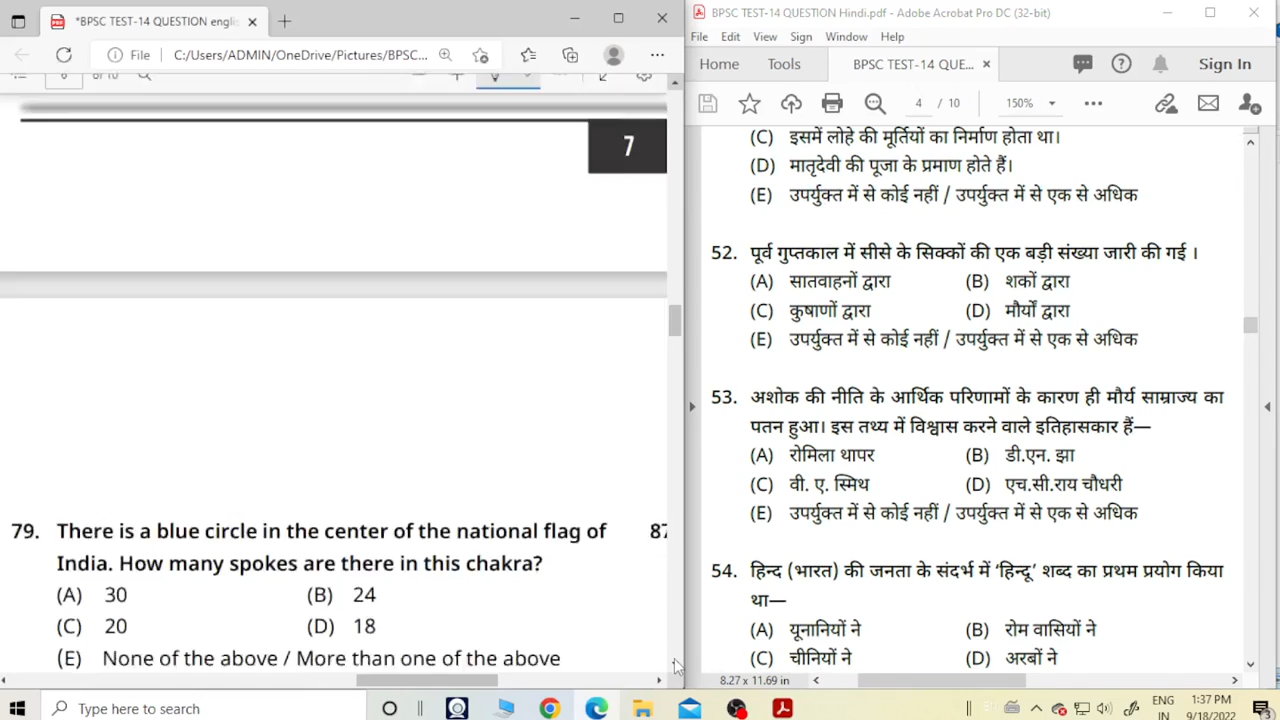 *BPSC TEST-14 QUESTION engli
File
C:/Users/ADMIN/OneDrive/Pictures/BPSC...
7
79. There is a blue circle in the center of the national flag of
India. How many spokes are there in this chakra?
(A) 30 (B) 24
(C) 20 (D) 18
(E) None of the above / More than one of the above
87
BPSC TEST-14 QUESTION Hindi.pdf - Adobe Acrobat Pro DC (32-bit)
File Edit View Sign Window Help
Home Tools BPSC TEST-14 QUE... Sign In
4 / 10 150%
(C) इसमें लोहे की मूर्तियों का निर्माण होता था।
(D) मातृदेवी की पूजा के प्रमाण होते हैं।
(E) उपर्युक्त में से कोई नहीं / उपर्युक्त में से एक से अधिक
52. पूर्व गुप्तकाल में सीसे के सिक्कों की एक बड़ी संख्या जारी की गई ।
(A) सातवाहनों द्वारा (B) शकों द्वारा
(C) कुषाणों द्वारा (D) मौर्यों द्वारा
(E) उपर्युक्त में से कोई नहीं / उपर्युक्त में से एक से अधिक
53. अशोक की नीति के आर्थिक परिणामों के कारण ही मौर्य साम्राज्य का
पतन हुआ। इस तथ्य में विश्वास करने वाले इतिहासकार हैं—
(A) रोमिला थापर (B) डी.एन. झा
(C) वी. ए. स्मिथ (D) एच.सी.राय चौधरी
(E) उपर्युक्त में से कोई नहीं / उपर्युक्त में से एक से अधिक
54. हिन्द (भारत) की जनता के संदर्भ में ‘हिन्दू’ शब्द का प्रथम प्रयोग किया
था—
(A) यूनानियों ने (B) रोम वासियों ने
(C) चीनियों ने (D) अरबों ने
8.27 x 11.69 in
Type here to search
ENG
IN
1:37 PM
9/18/2022